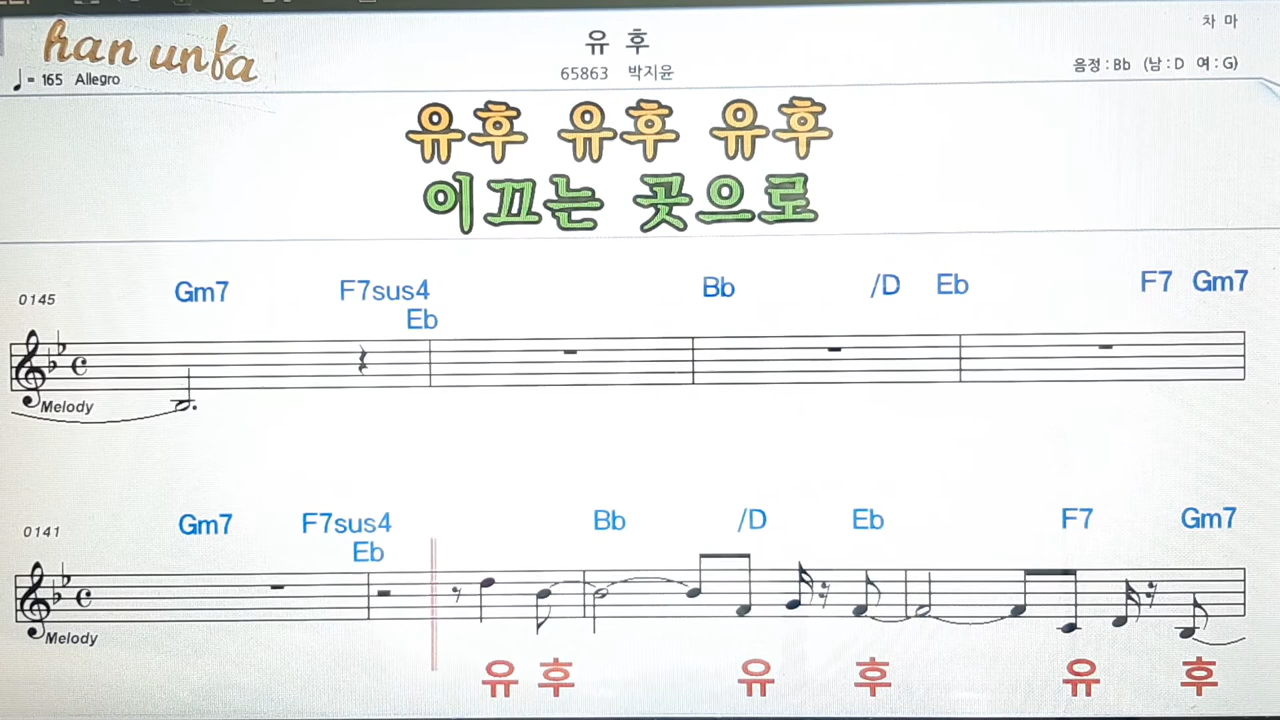 han unfa
차 마
유 후
65863 박지윤
♩= 165 Allegro
음정 : Bb (남 : D 여 : G)
유후 유후 유후
이끄는 곳으로
0145 Gm7 F7sus4 Bb /D Eb F7 Gm7
Eb
Melody
0141 Gm7 F7sus4 Bb /D Eb F7 Gm7
Eb
Melody
유 후 유 후 유 후